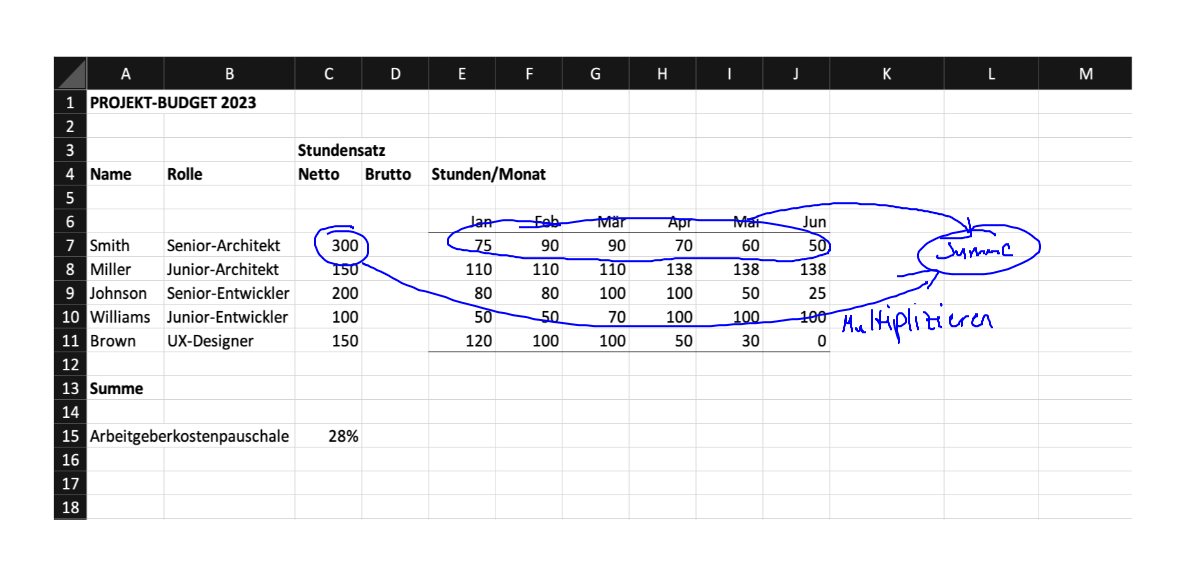 A B C D E F G H I J K L M
1 PROJEKT-BUDGET 2023
2
3 Stundensatz
4 Name Rolle Netto Brutto Stunden/Monat
5
6 Jan Feb Mär Apr Mai Jun
7 Smith Senior-Architekt 300 75 90 90 70 60 50 Summe
8 Miller Junior-Architekt 150 110 110 110 138 138 138
9 Johnson Senior-Entwickler 200 80 80 100 100 50 25
10 Williams Junior-Entwickler 100 50 50 70 100 100 100 Multiplizieren
11 Brown UX-Designer 150 120 100 100 50 30 0
12
13 Summe
14
15 Arbeitgeberkostenpauschale 28%
16
17
18